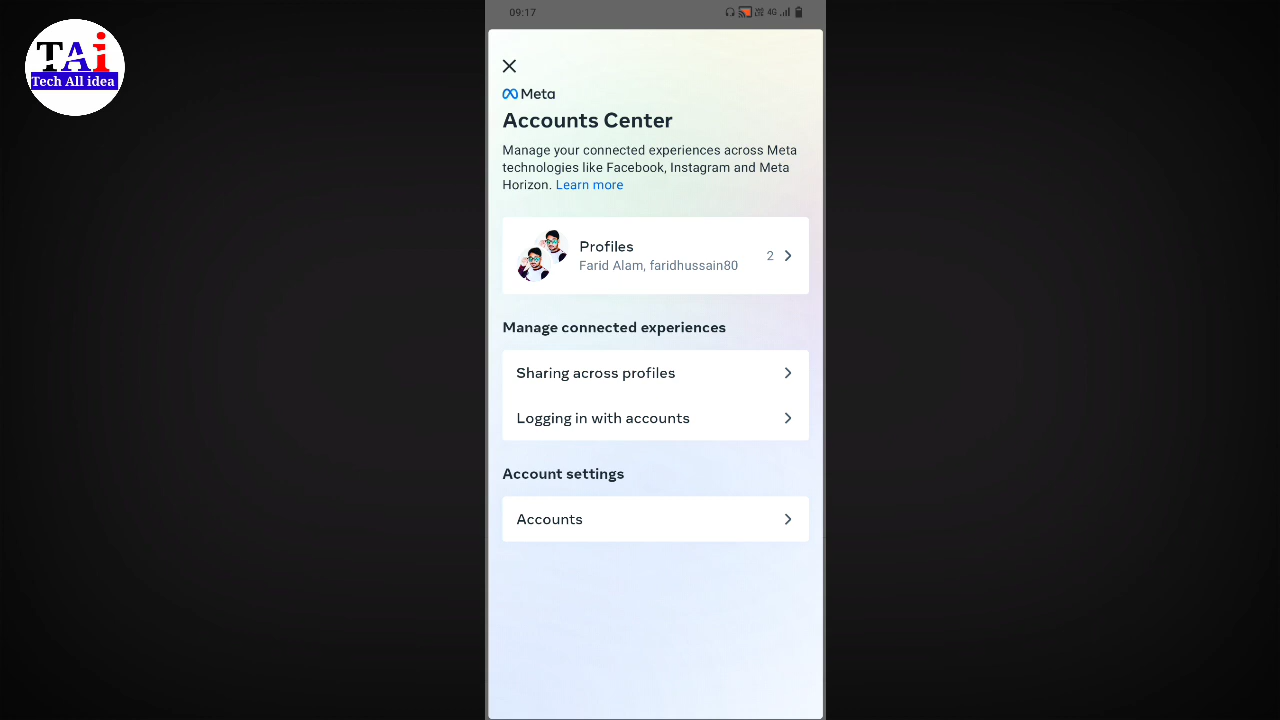 TAi
Tech All idea
09:17
4G
Meta
Accounts Center
Manage your connected experiences across Meta
technologies like Facebook, Instagram and Meta
Horizon. Learn more
Profiles
Farid Alam, faridhussain80
2
Manage connected experiences
Sharing across profiles
Logging in with accounts
Account settings
Accounts